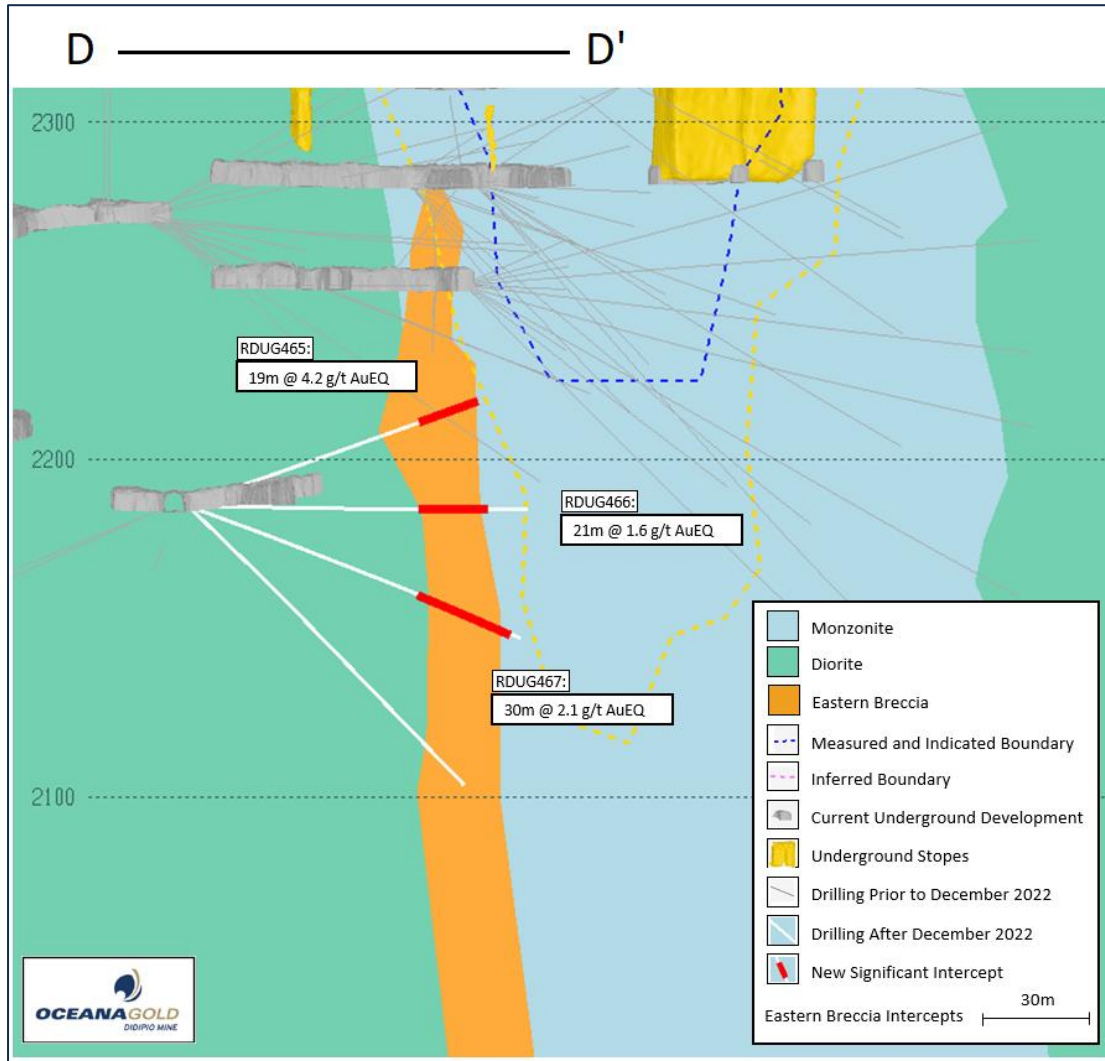 D D'
2300
RDUG465:
19m @ 4.2 g/t AuEQ
2200
RDUG466:
21m @ 1.6 g/t AuEQ
RDUG467:
30m @ 2.1 g/t AuEQ
2100
Monzonite
Diorite
Eastern Breccia
Measured and Indicated Boundary
Inferred Boundary
Current Underground Development
Underground Stopes
Drilling Prior to December 2022
Drilling After December 2022
New Significant Intercept
Eastern Breccia Intercepts 30m
OCEANAGOLD
DIDIPIO MINE